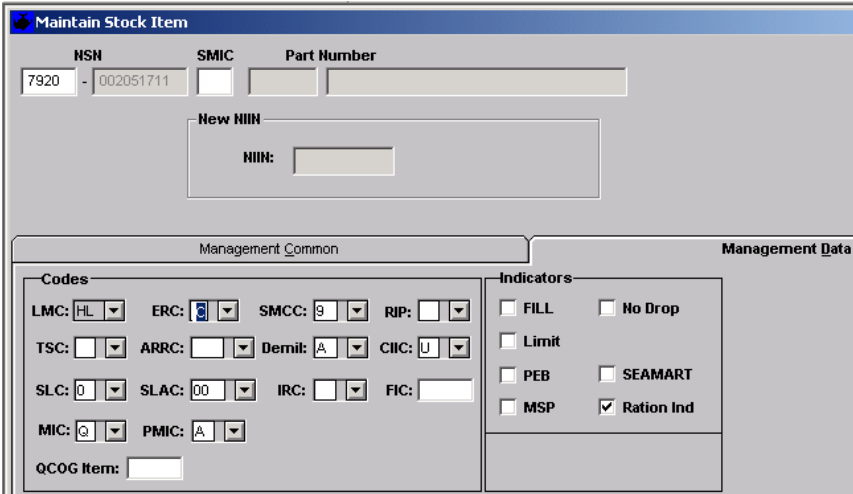 Maintain Stock Item
NSN SMIC Part Number
7920 - 002051711
New NIIN
NIIN:
Management Common Management Data
Codes Indicators
LMC: HL ERC: C SMCC: 9 RIP: FILL No Drop
TSC: ARRC: Demil: A CIIC: U Limit
SLC: 0 SLAC: 00 IRC: FIC: PEB SEAMART
MIC: Q PMIC: A MSP Ration Ind
QCOG Item: